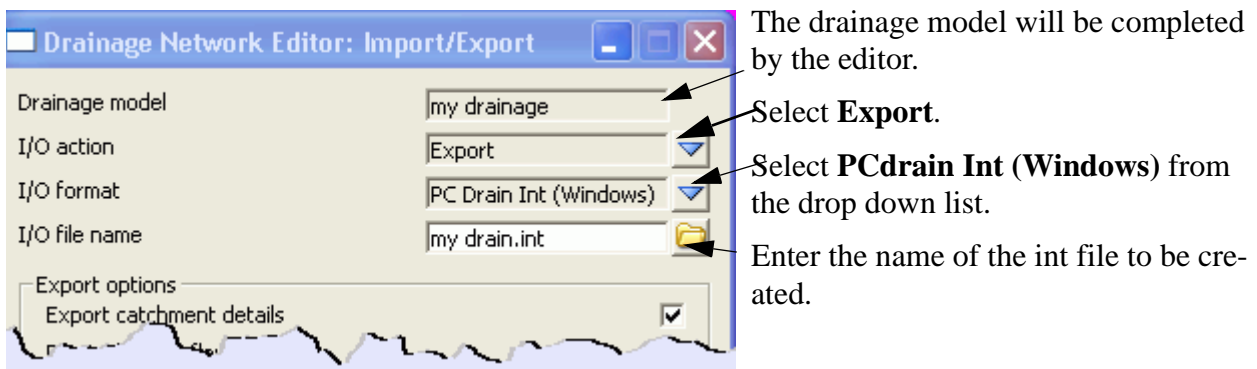 Drainage Network Editor: Import/Export
Drainage model
my drainage
I/O action
Export
I/O format
PC Drain Int (Windows)
I/O file name
my drain.int
Export options
Export catchment details
The drainage model will be completed
by the editor.
Select Export.
Select PCdrain Int (Windows) from
the drop down list.
Enter the name of the int file to be cre-
ated.